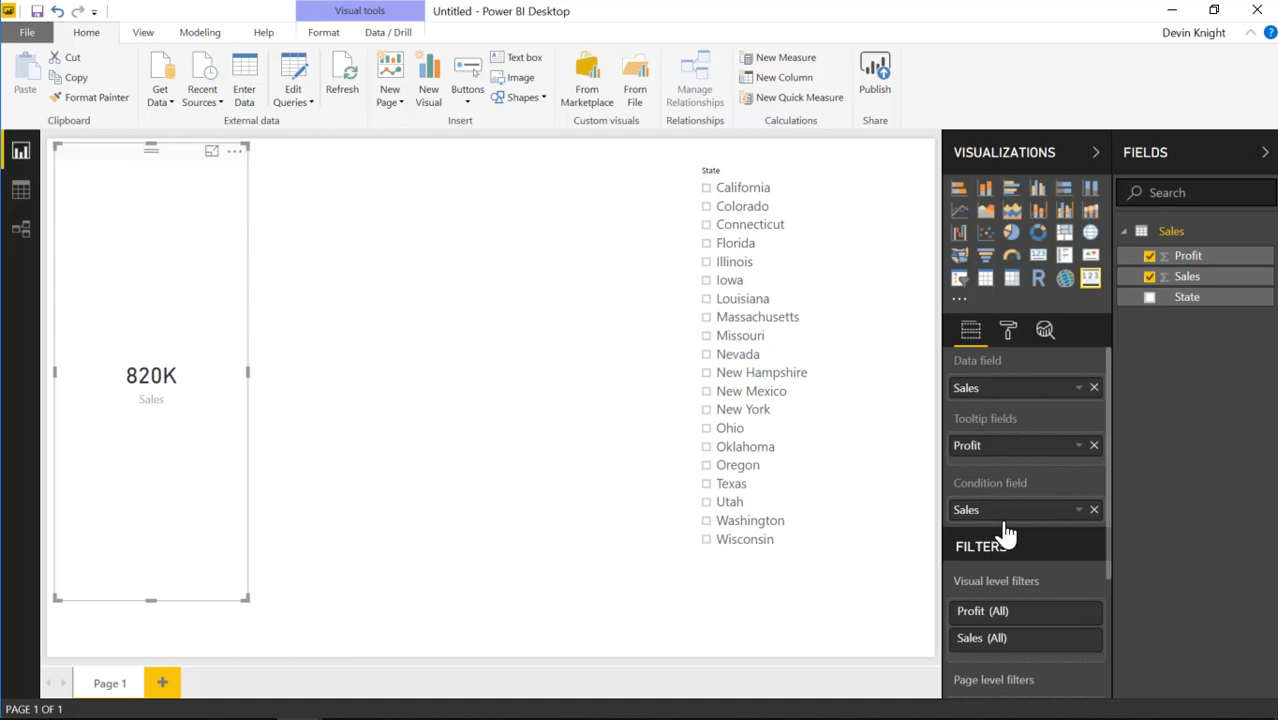 Visual tools
Untitled - Power BI Desktop
File
Home
View
Modeling
Help
Format
Data / Drill
Devin Knight
Paste
Cut
Copy
Format Painter
Clipboard
Get Data
Recent Sources
Enter Data
External data
Edit Queries
Refresh
New Page
New Visual
Buttons
Text box
Image
Shapes
Insert
From Marketplace
From File
Custom visuals
Manage Relationships
Relationships
New Measure
New Column
New Quick Measure
Calculations
Publish
Share
820K
Sales
State
California
Colorado
Connecticut
Florida
Illinois
Iowa
Louisiana
Massachusetts
Missouri
Nevada
New Hampshire
New Mexico
New York
Ohio
Oklahoma
Oregon
Texas
Utah
Washington
Wisconsin
VISUALIZATIONS
R
123
Data field
Sales
Tooltip fields
Profit
Condition field
Sales
FILTERS
Visual level filters
Profit (All)
Sales (All)
Page level filters
FIELDS
Search
Sales
Profit
Sales
State
Page 1
PAGE 1 OF 1